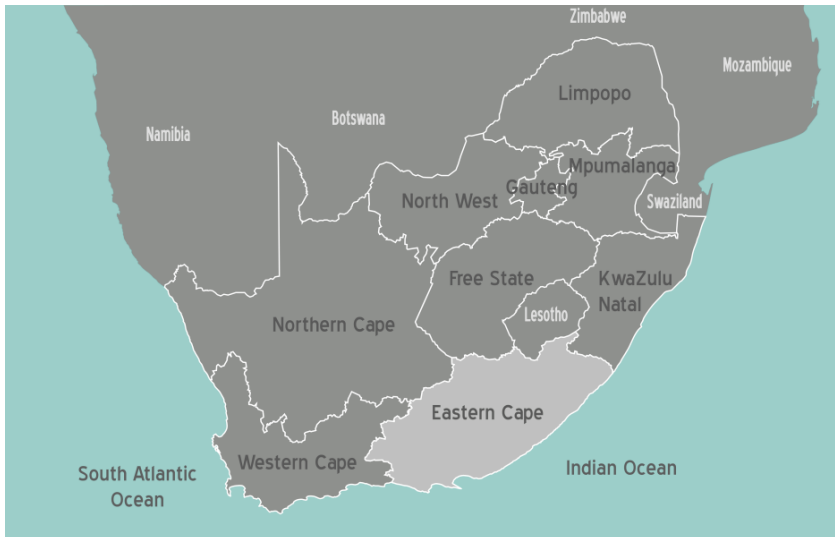 Zimbabwe
Mozambique
Limpopo
Botswana
Namibia
Mpumalanga
Gauteng
North West
Swaziland
Free State
KwaZulu
Natal
Lesotho
Northern Cape
Eastern Cape
Western Cape
Indian Ocean
South Atlantic
Ocean